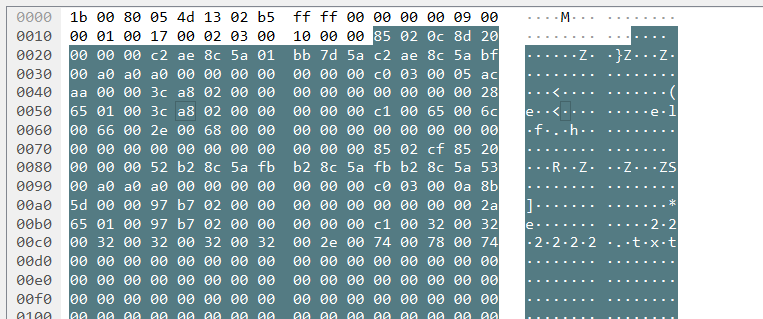 0000 1b 00 80 05 4d 13 02 b5 ff ff 00 00 00 00 09 00 ····M··· ········
0010 00 01 00 17 00 02 03 00 10 00 00 85 02 0c 8d 20 ········ ·······
0020 00 00 00 c2 ae 8c 5a 01 bb 7d 5a c2 ae 8c 5a bf ······Z· ·}Z···Z·
0030 00 a0 a0 a0 00 00 00 00 00 00 00 c0 03 00 05 ac ········ ········
0040 aa 00 00 3c a8 02 00 00 00 00 00 00 00 00 00 28 ···<···· ·······(
0050 65 01 00 3c a8 02 00 00 00 00 00 c1 00 65 00 6c e··<···· ·····e·l
0060 00 66 00 2e 00 68 00 00 00 00 00 00 00 00 00 00 ·f·.·h·· ········
0070 00 00 00 00 00 00 00 00 00 00 00 85 02 cf 85 20 ········ ·······
0080 00 00 00 52 b2 8c 5a fb b2 8c 5a fb b2 8c 5a 53 ···R··Z· ··Z···ZS
0090 00 a0 a0 a0 00 00 00 00 00 00 00 c0 03 00 0a 8b ········ ········
00a0 5d 00 00 97 b7 02 00 00 00 00 00 00 00 00 00 2a ]······· ·······*
00b0 65 01 00 97 b7 02 00 00 00 00 00 c1 00 32 00 32 e······· ·····2·2
00c0 00 32 00 32 00 32 00 32 00 2e 00 74 00 78 00 74 ·2·2·2·2 ·.·t·x·t
00d0 00 00 00 00 00 00 00 00 00 00 00 00 00 00 00 00 ········ ········
00e0 00 00 00 00 00 00 00 00 00 00 00 00 00 00 00 00 ········ ········
00f0 00 00 00 00 00 00 00 00 00 00 00 00 00 00 00 00 ········ ········
0100 00 00 00 00 00 00 00 00 00 00 00 00 00 00 00 00 ········ ········